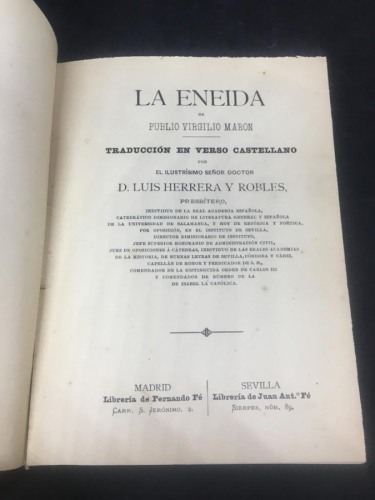 LA ENEIDA
DE
PUBLIO VIRGILIO MARON
TRADUCCIÓN EN VERSO CASTELLANO
POR
EL ILUSTRÍSIMO SEÑOR DOCTOR
D. LUIS HERRERA Y ROBLES,
PRESBÍTERO,
INDIVIDUO DE LA REAL ACADEMIA ESPAÑOLA,
CATEDRÁTICO DIMISIONARIO DE LITERATURA GENERAL Y ESPAÑOLA
DE LA UNIVERSIDAD DE SALAMANCA, Y HOY DE RETÓRICA Y POÉTICA,
POR OPOSICIÓN, EN EL INSTITUTO DE SEVILLA,
DIRECTOR DIMISIONARIO DE INSTITUTO,
JEFE SUPERIOR HONORARIO DE ADMINISTRACIÓN CIVIL,
JUEZ DE OPOSICIONES Á CÁTEDRAS, INDIVIDUO DE LAS REALES ACADEMIAS
DE LA HISTORIA, DE BUENAS LETRAS DE SEVILLA, CÓRDOBA Y CÁDIZ,
CAPELLÁN DE HONOR Y PREDICADOR DE S. M.,
COMENDADOR DE LA DISTINGUIDA ORDEN DE CARLOS III
Y COMENDADOR DE NÚMERO DE LA
DE ISABEL LA CATÓLICA.
MADRID
Librería de Fernando Fé
CARR. S. JERÓNIMO, 2.
SEVILLA
Librería de Juan Ant.º Fé
SIERPES, NÚM. 89.